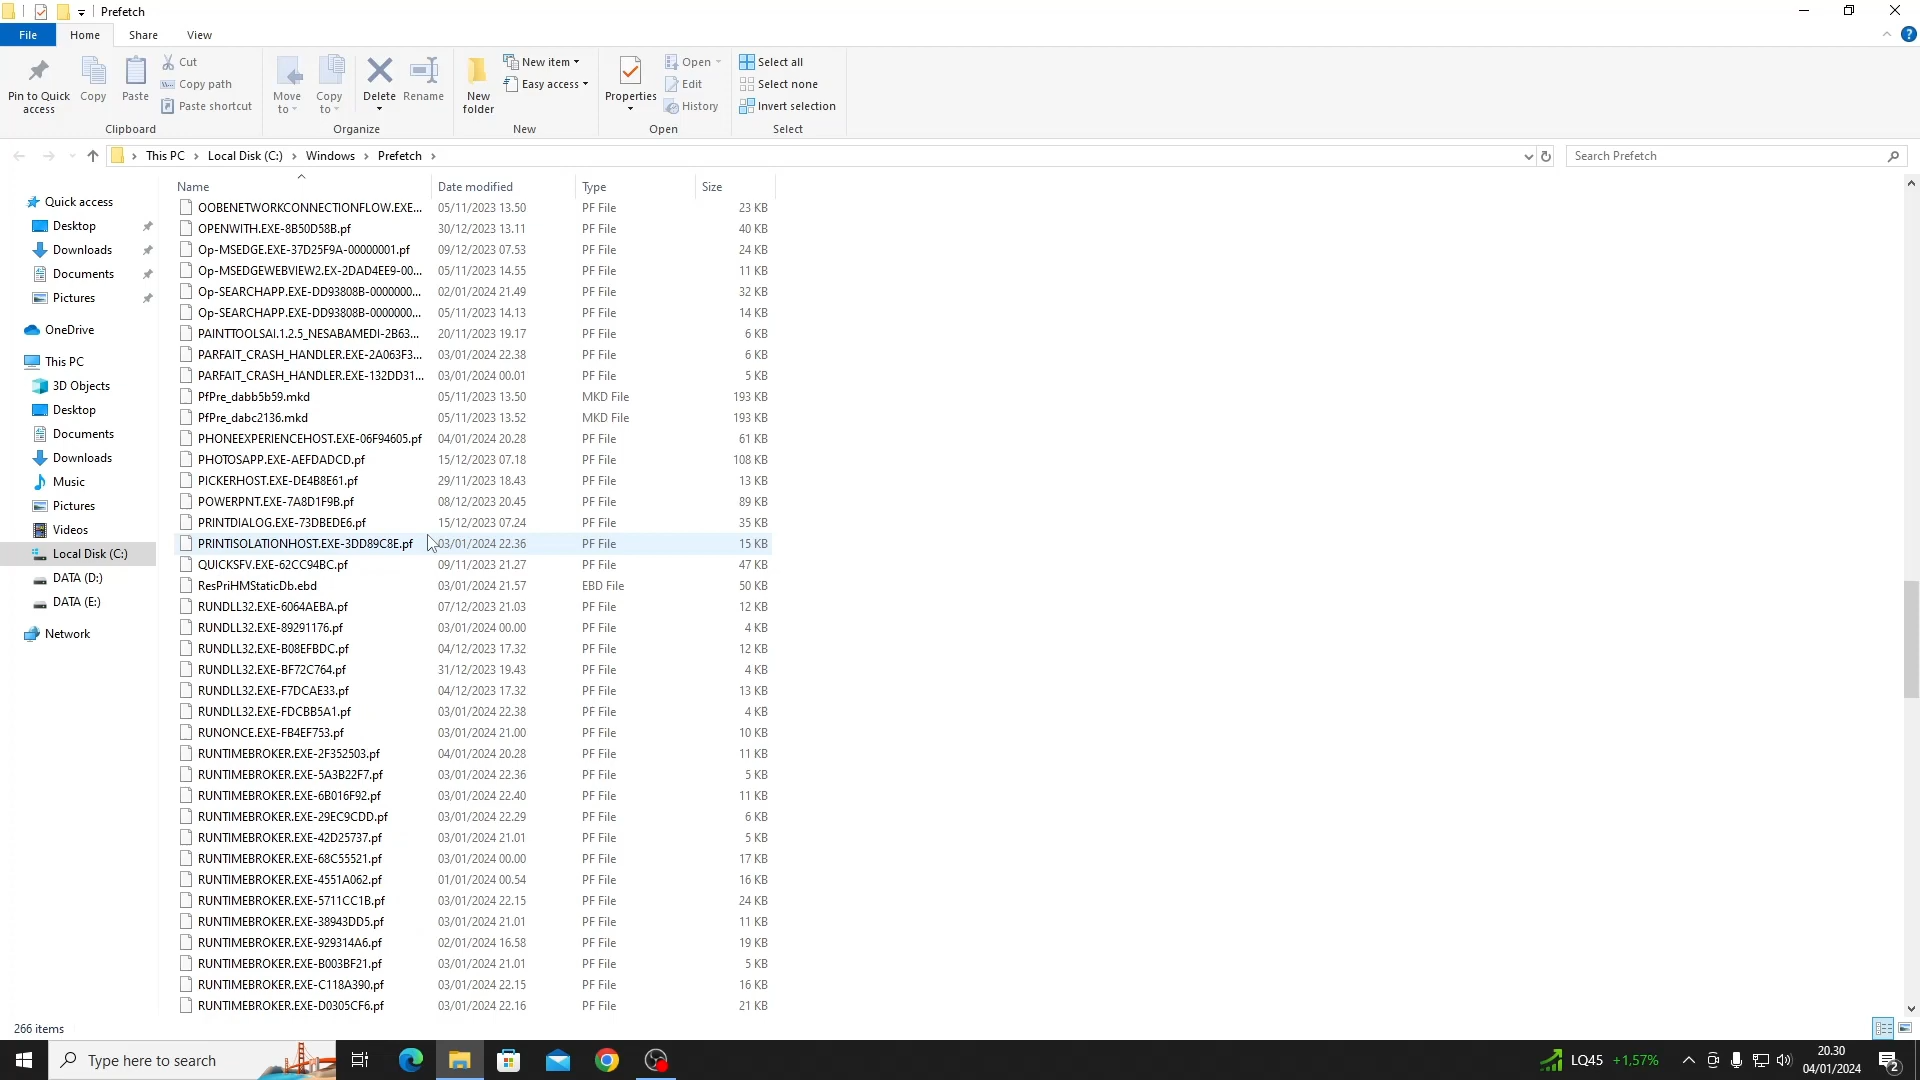 Prefetch
File Home Share View
Pin to Quick access
Copy
Paste
Cut
Copy path
Paste shortcut
Clipboard
Move to
Copy to
Delete
Rename
Organize
New folder
New item
Easy access
New
Properties
Open
Edit
History
Open
Select all
Select none
Invert selection
Select
This PC Local Disk (C:) Windows Prefetch
Search Prefetch
Quick access
Desktop
Downloads
Documents
Pictures
OneDrive
This PC
3D Objects
Desktop
Documents
Downloads
Music
Pictures
Videos
Local Disk (C:)
DATA (D:)
DATA (E:)
Network
Name Date modified Type Size
OOBENETWORKCONNECTIONFLOW.EXE... 05/11/2023 13.50 PF File 23 KB
OPENWITH.EXE-8B50D58B.pf 30/12/2023 13.11 PF File 40 KB
Op-MSEDGE.EXE-37D25F9A-00000001.pf 09/12/2023 07.53 PF File 24 KB
Op-MSEDGEWEBVIEW2.EX-2DAD4EE9-00... 05/11/2023 14.55 PF File 11 KB
Op-SEARCHAPP.EXE-DD93808B-0000000... 02/01/2024 21.49 PF File 32 KB
Op-SEARCHAPP.EXE-DD93808B-0000000... 05/11/2023 14.13 PF File 14 KB
PAINTTOOLSAI.1.2.5_NESABAMEDI-2B63... 20/11/2023 19.17 PF File 6 KB
PARFAIT_CRASH_HANDLER.EXE-2A063F3... 03/01/2024 22.38 PF File 6 KB
PARFAIT_CRASH_HANDLER.EXE-132DD31... 03/01/2024 00.01 PF File 5 KB
PfPre_dabb5b59.mkd 05/11/2023 13.50 MKD File 193 KB
PfPre_dabc2136.mkd 05/11/2023 13.52 MKD File 193 KB
PHONEEXPERIENCEHOST.EXE-06F94605.pf 04/01/2024 20.28 PF File 61 KB
PHOTOSAPP.EXE-AEFDADCD.pf 15/12/2023 07.18 PF File 108 KB
PICKERHOST.EXE-DE4B8E61.pf 29/11/2023 18.43 PF File 13 KB
POWERPNT.EXE-7A8D1F9B.pf 08/12/2023 20.45 PF File 89 KB
PRINTDIALOG.EXE-73DBEDE6.pf 15/12/2023 07.24 PF File 35 KB
PRINTISOLATIONHOST.EXE-3DD89C8E.pf 03/01/2024 22.36 PF File 15 KB
QUICKSFV.EXE-62CC94BC.pf 09/11/2023 21.27 PF File 47 KB
ResPriHMStaticDb.ebd 03/01/2024 21.57 EBD File 50 KB
RUNDLL32.EXE-6064AEBA.pf 07/12/2023 21.03 PF File 12 KB
RUNDLL32.EXE-89291176.pf 03/01/2024 00.00 PF File 4 KB
RUNDLL32.EXE-B08EFBDC.pf 04/12/2023 17.32 PF File 12 KB
RUNDLL32.EXE-BF72C764.pf 31/12/2023 19.43 PF File 4 KB
RUNDLL32.EXE-F7DCAE33.pf 04/12/2023 17.32 PF File 13 KB
RUNDLL32.EXE-FDCBB5A1.pf 03/01/2024 22.38 PF File 4 KB
RUNONCE.EXE-FB4EF753.pf 03/01/2024 21.00 PF File 10 KB
RUNTIMEBROKER.EXE-2F352503.pf 04/01/2024 20.28 PF File 11 KB
RUNTIMEBROKER.EXE-5A3B22F7.pf 03/01/2024 22.36 PF File 5 KB
RUNTIMEBROKER.EXE-6B016F92.pf 03/01/2024 22.40 PF File 11 KB
RUNTIMEBROKER.EXE-29EC9CDD.pf 03/01/2024 22.29 PF File 6 KB
RUNTIMEBROKER.EXE-42D25737.pf 03/01/2024 21.01 PF File 5 KB
RUNTIMEBROKER.EXE-68C55521.pf 03/01/2024 00.00 PF File 17 KB
RUNTIMEBROKER.EXE-4551A062.pf 01/01/2024 00.54 PF File 16 KB
RUNTIMEBROKER.EXE-5711CC1B.pf 03/01/2024 22.15 PF File 24 KB
RUNTIMEBROKER.EXE-38943DD5.pf 03/01/2024 21.01 PF File 11 KB
RUNTIMEBROKER.EXE-929314A6.pf 02/01/2024 16.58 PF File 19 KB
RUNTIMEBROKER.EXE-B003BF21.pf 03/01/2024 21.01 PF File 5 KB
RUNTIMEBROKER.EXE-C118A390.pf 03/01/2024 22.15 PF File 16 KB
RUNTIMEBROKER.EXE-D0305CF6.pf 03/01/2024 22.16 PF File 21 KB
266 items
Type here to search
LQ45 +1,57%
20.30
04/01/2024
2